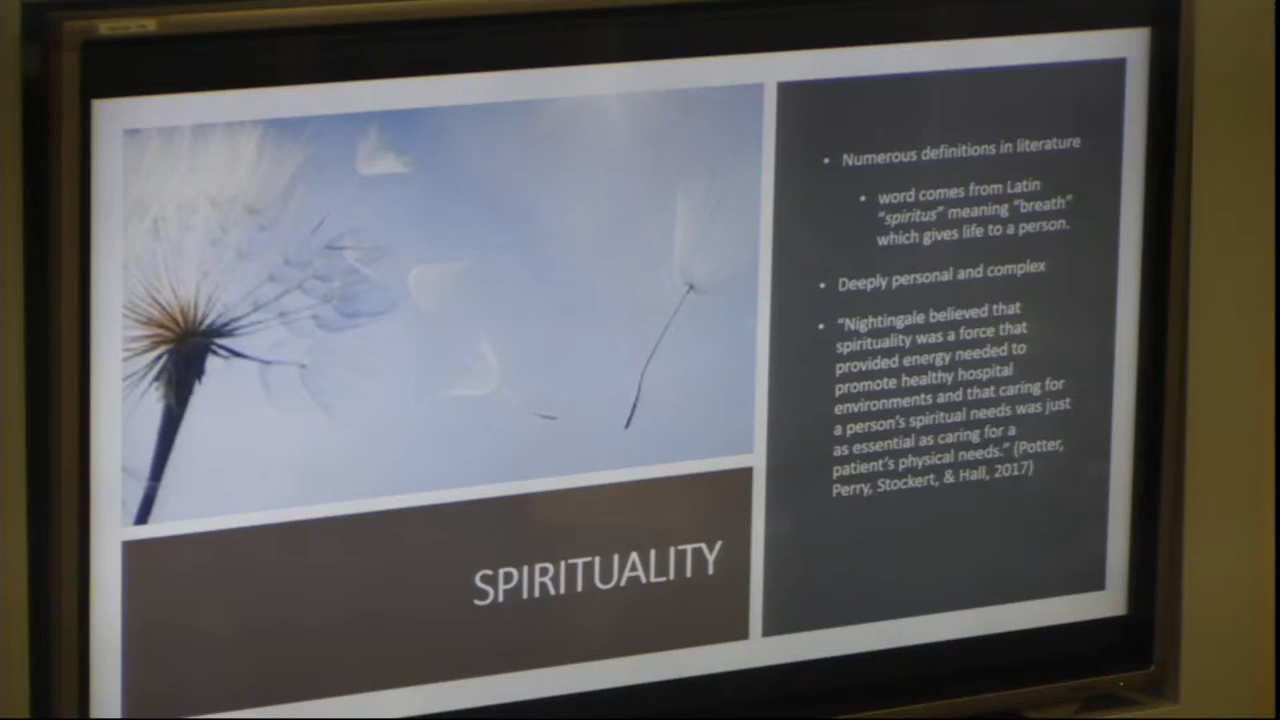 • Numerous definitions in literature
• word comes from Latin
“spiritus” meaning “breath”
which gives life to a person.
• Deeply personal and complex
• “Nightingale believed that
spirituality was a force that
provided energy needed to
promote healthy hospital
environments and that caring for
a person’s spiritual needs was just
as essential as caring for a
patient’s physical needs.” (Potter,
Perry, Stockert, & Hall, 2017)
SPIRITUALITY